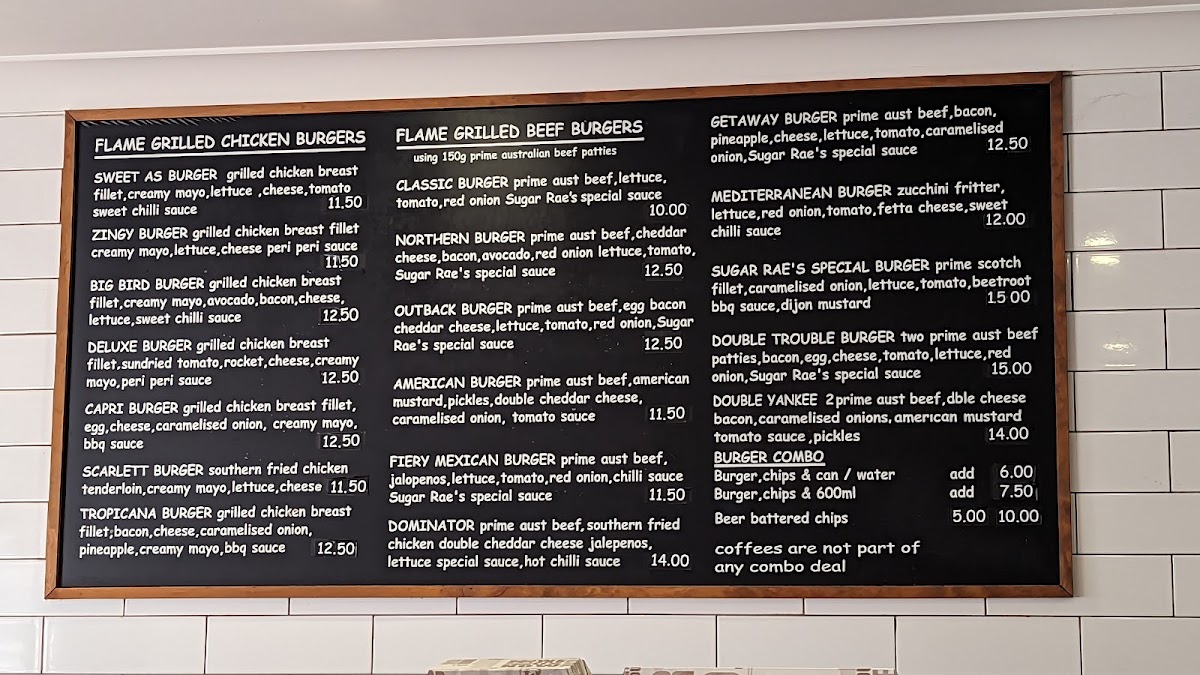 FLAME GRILLED CHICKEN BURGERS
SWEET AS BURGER grilled chicken breast
fillet,creamy mayo,lettuce ,cheese,tomato
sweet chilli sauce 11.50
ZINGY BURGER grilled chicken breast fillet
creamy mayo,lettuce,cheese peri peri sauce
11.50
BIG BIRD BURGER grilled chicken breast
fillet,creamy mayo,avocado,bacon,cheese,
lettuce,sweet chilli sauce 12.50
DELUXE BURGER grilled chicken breast
fillet,sundried tomato,rocket,cheese,creamy
mayo,peri peri sauce 12.50
CAPRI BURGER grilled chicken breast fillet,
egg,cheese,caramelised onion, creamy mayo,
bbq sauce 12.50
SCARLETT BURGER southern fried chicken
tenderloin,creamy mayo,lettuce,cheese 11.50
TROPICANA BURGER grilled chicken breast
fillet;bacon,cheese,caramelised onion,
pineapple,creamy mayo,bbq sauce 12.50
FLAME GRILLED BEEF BURGERS
using 150g prime australian beef patties
CLASSIC BURGER prime aust beef,lettuce,
tomato,red onion Sugar Rae's special sauce
10.00
NORTHERN BURGER prime aust beef,cheddar
cheese,bacon,avocado,red onion lettuce,tomato,
Sugar Rae's special sauce 12.50
OUTBACK BURGER prime aust beef,egg bacon
cheddar cheese,lettuce,tomato,red onion,Sugar
Rae's special sauce 12.50
AMERICAN BURGER prime aust beef,american
mustard,pickles,double cheddar cheese,
caramelised onion, tomato sauce 11.50
FIERY MEXICAN BURGER prime aust beef,
jalopenos,lettuce,tomato,red onion,chilli sauce
Sugar Rae's special sauce 11.50
DOMINATOR prime aust beef,southern fried
chicken double cheddar cheese jalepenos,
lettuce special sauce,hot chilli sauce 14.00
GETAWAY BURGER prime aust beef,bacon,
pineapple,cheese,lettuce,tomato,caramelised
onion,Sugar Rae's special sauce 12.50
MEDITERRANEAN BURGER zucchini fritter,
lettuce,red onion,tomato,fetta cheese,sweet
chilli sauce 12.00
SUGAR RAE'S SPECIAL BURGER prime scotch
fillet,caramelised onion,lettuce,tomato,beetroot
bbq sauce,dijon mustard 15 00
DOUBLE TROUBLE BURGER two prime aust beef
patties,bacon,egg,cheese,tomato,lettuce,red
onion,Sugar Rae's special sauce 15.00
DOUBLE YANKEE 2prime aust beef,dble cheese
bacon,caramelised onions,american mustard
tomato sauce,pickles 14.00
BURGER COMBO
Burger,chips & can / water add 6.00
Burger,chips & 600ml add 7.50
Beer battered chips 5.00 10.00
coffees are not part of
any combo deal